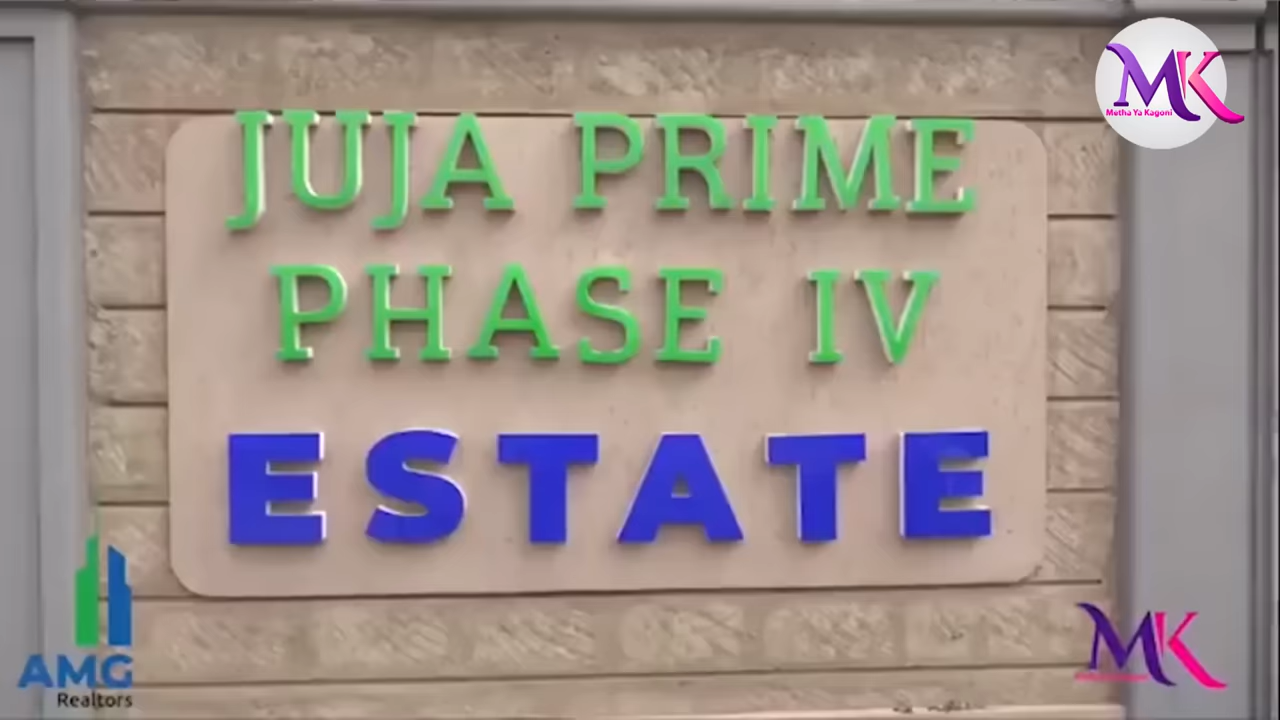 MK
Metha Ya Kagoni
JUJA PRIME
PHASE IV
ESTATE
AMG
Realtors
MK